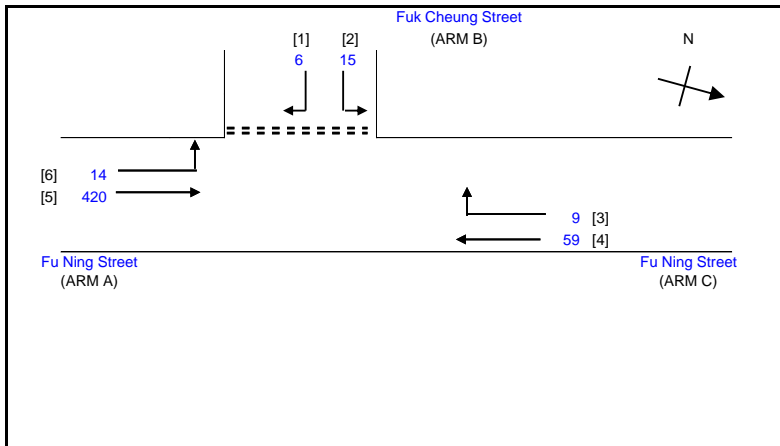 Fuk Cheung Street
[1] [2] (ARM B) N
6 15
[6] 14
[5] 420
9 [3]
59 [4]
Fu Ning Street Fu Ning Street
(ARM A) (ARM C)